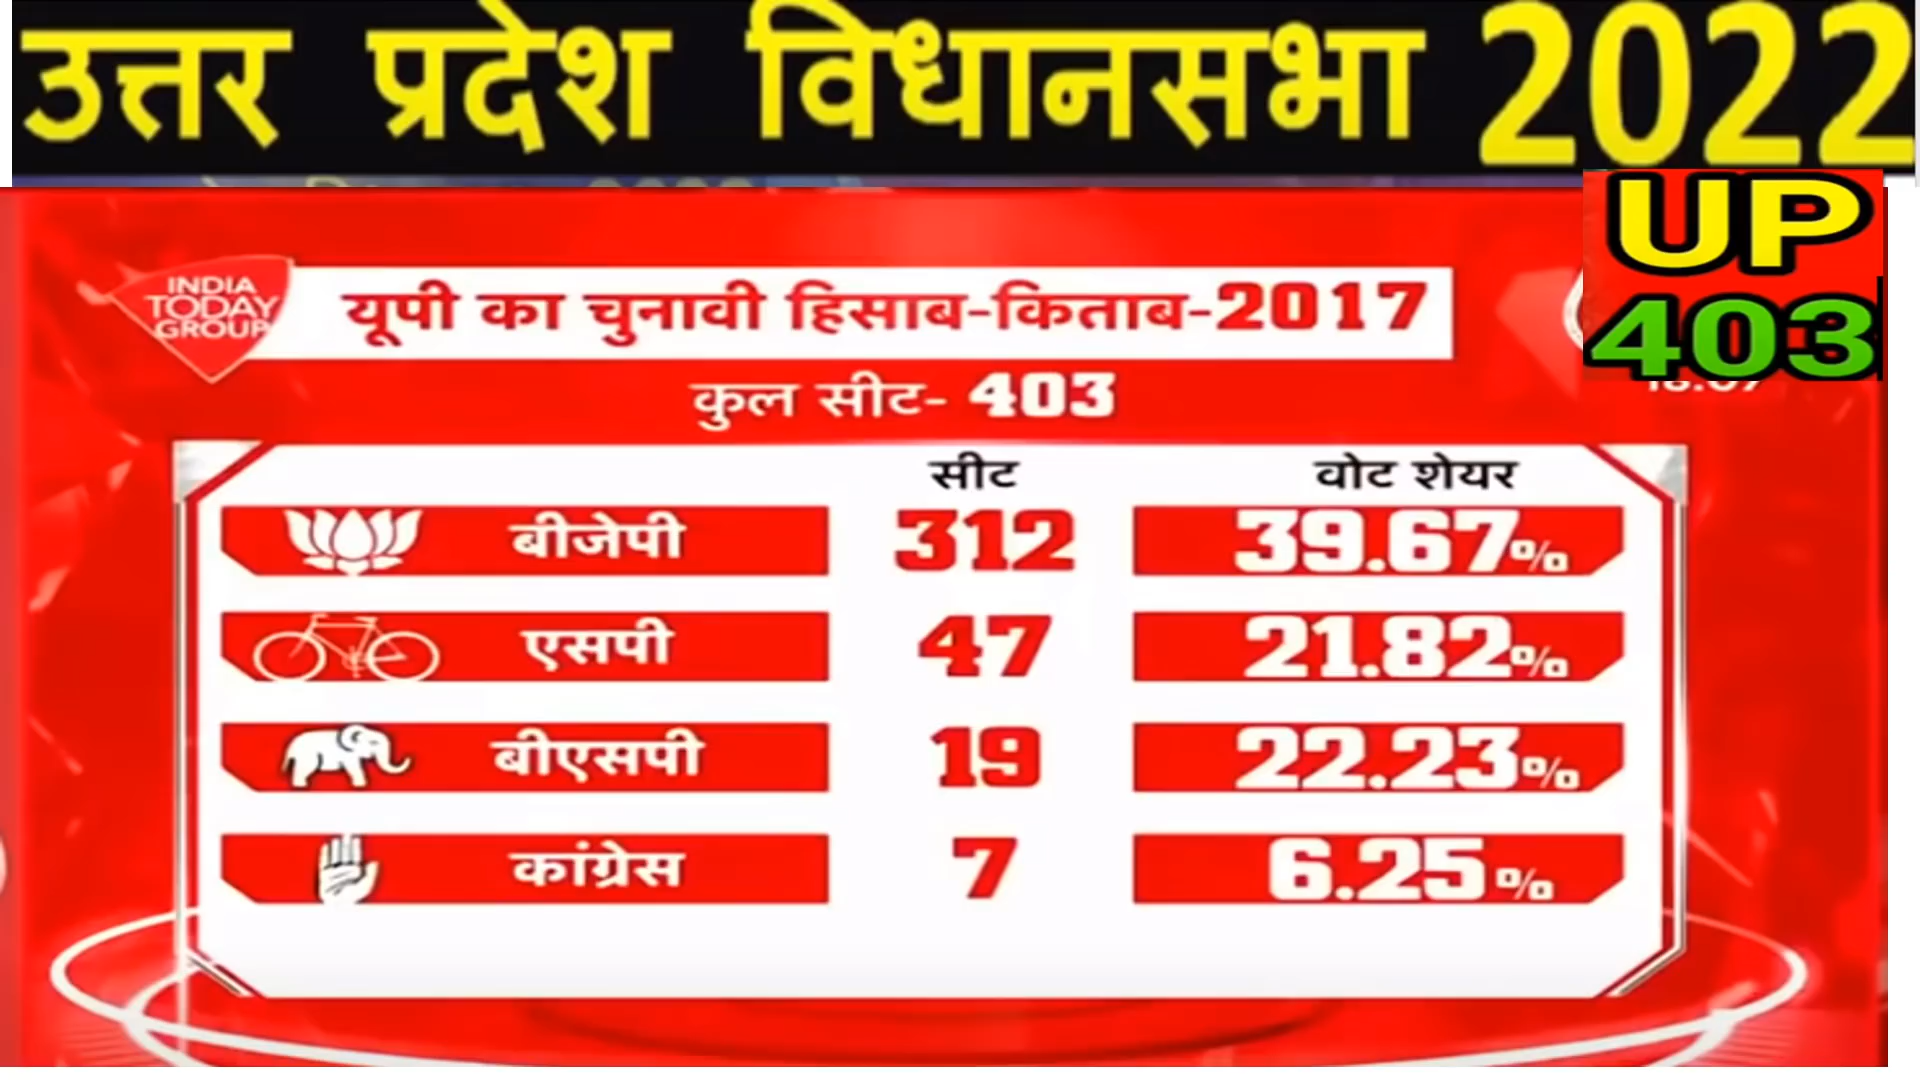 उत्तर प्रदेश विधानसभा 2022
UP
403
INDIA
TODAY
GROUP
यूपी का चुनावी हिसाब-किताब-2017
कुल सीट- 403
सीट वोट शेयर
बीजेपी 312 39.67%
एसपी 47 21.82%
बीएसपी 19 22.23%
कांग्रेस 7 6.25%